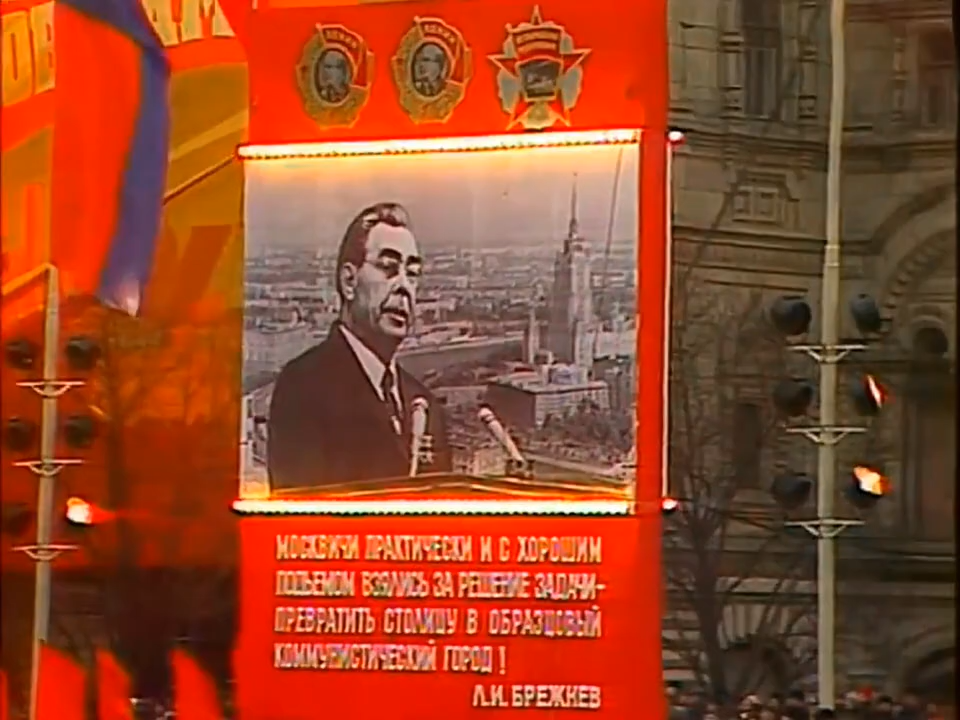 МОСКВИЧИ ПРАКТИЧЕСКИ И С ХОРОШИМ
ПОДЪЕМОМ ВЗЯЛИСЬ ЗА РЕШЕНИЕ ЗАДАЧИ-
ПРЕВРАТИТЬ СТОЛИЦУ В ОБРАЗЦОВЫЙ
КОММУНИСТИЧЕСКИЙ ГОРОД !
Л.И. БРЕЖНЕВ